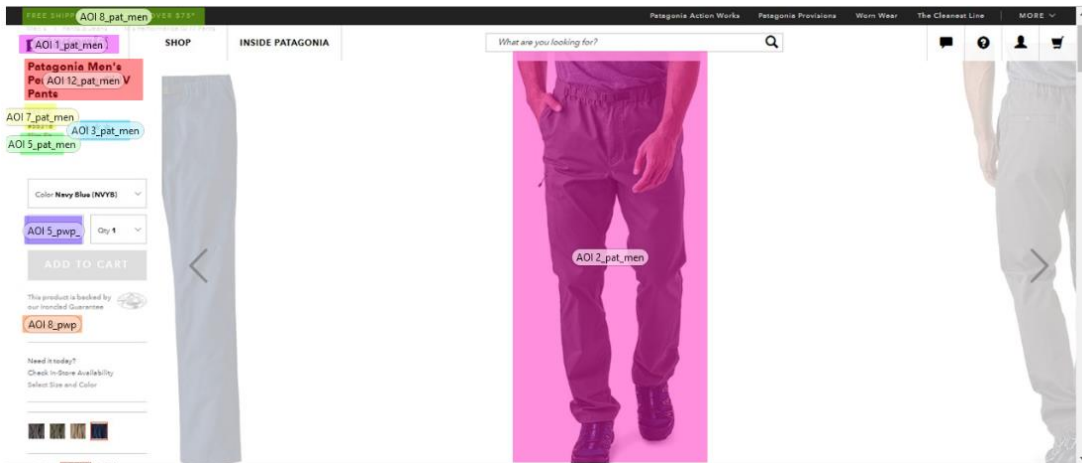 FREE SHIPP AOI 8_pat_men VER $75*
Patagonia Action Works Patagonia Provisions Worn Wear The Cleanest Line MORE
AOI 1_pat_men SHOP INSIDE PATAGONIA What are you looking for?
Patagonia Men's
AOI 12_pat_men V
Pants
AOI 7_pat_men
AOI 3_pat_men
AOI 5_pat_men
Color Navy Blue (NVYB)
AOI 5_pwp_ Qty 1
ADD TO CART
AOI 2_pat_men
This product is backed by
our Ironclad Guarantee
AOI 8_pwp
Need it today?
Check In-Store Availability
Select Size and Color